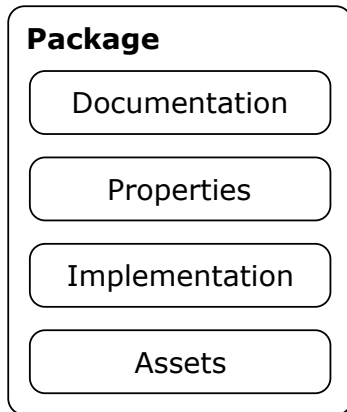 Package
Documentation
Properties
Implementation
Assets